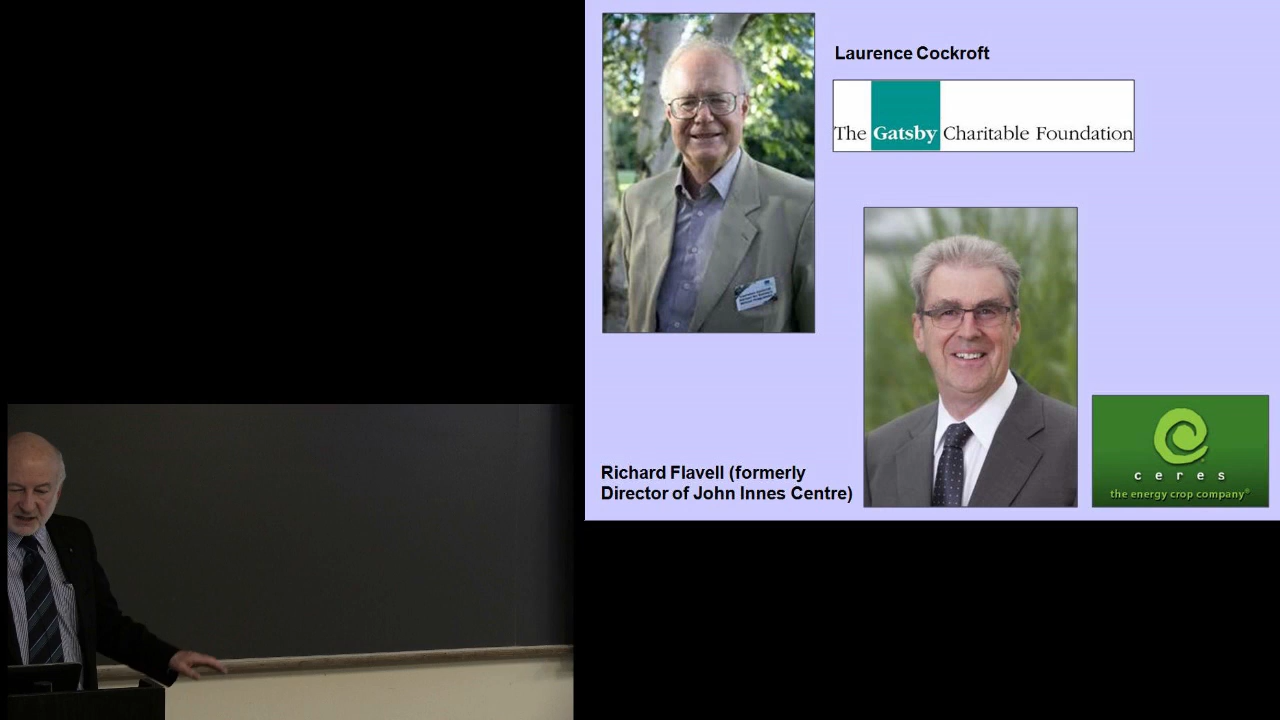 Laurence Cockroft
The Gatsby Charitable Foundation
Richard Flavell (formerly
Director of John Innes Centre)
ceres
the energy crop company®